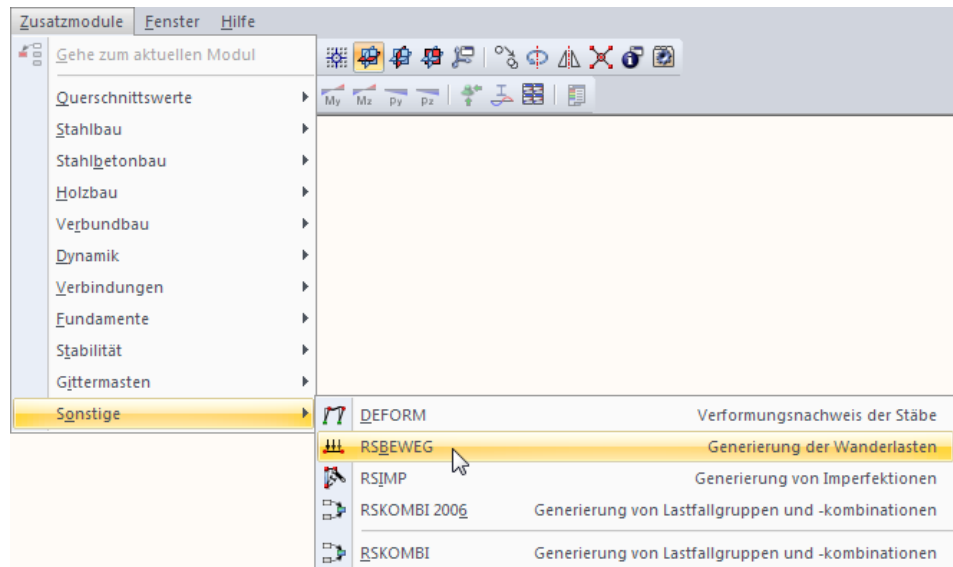 Zusatzmodule Fenster Hilfe
Gehe zum aktuellen Modul
Querschnittswerte
Stahlbau
Stahlbetonbau
Holzbau
Verbundbau
Dynamik
Verbindungen
Fundamente
Stabilität
Gittermasten
Sonstige
My Mz py pz
DEFORM Verformungsnachweis der Stäbe
RSBEWEG Generierung der Wanderlasten
RSIMP Generierung von Imperfektionen
RSKOMBI 2006 Generierung von Lastfallgruppen und -kombinationen
RSKOMBI Generierung von Lastfallgruppen und -kombinationen